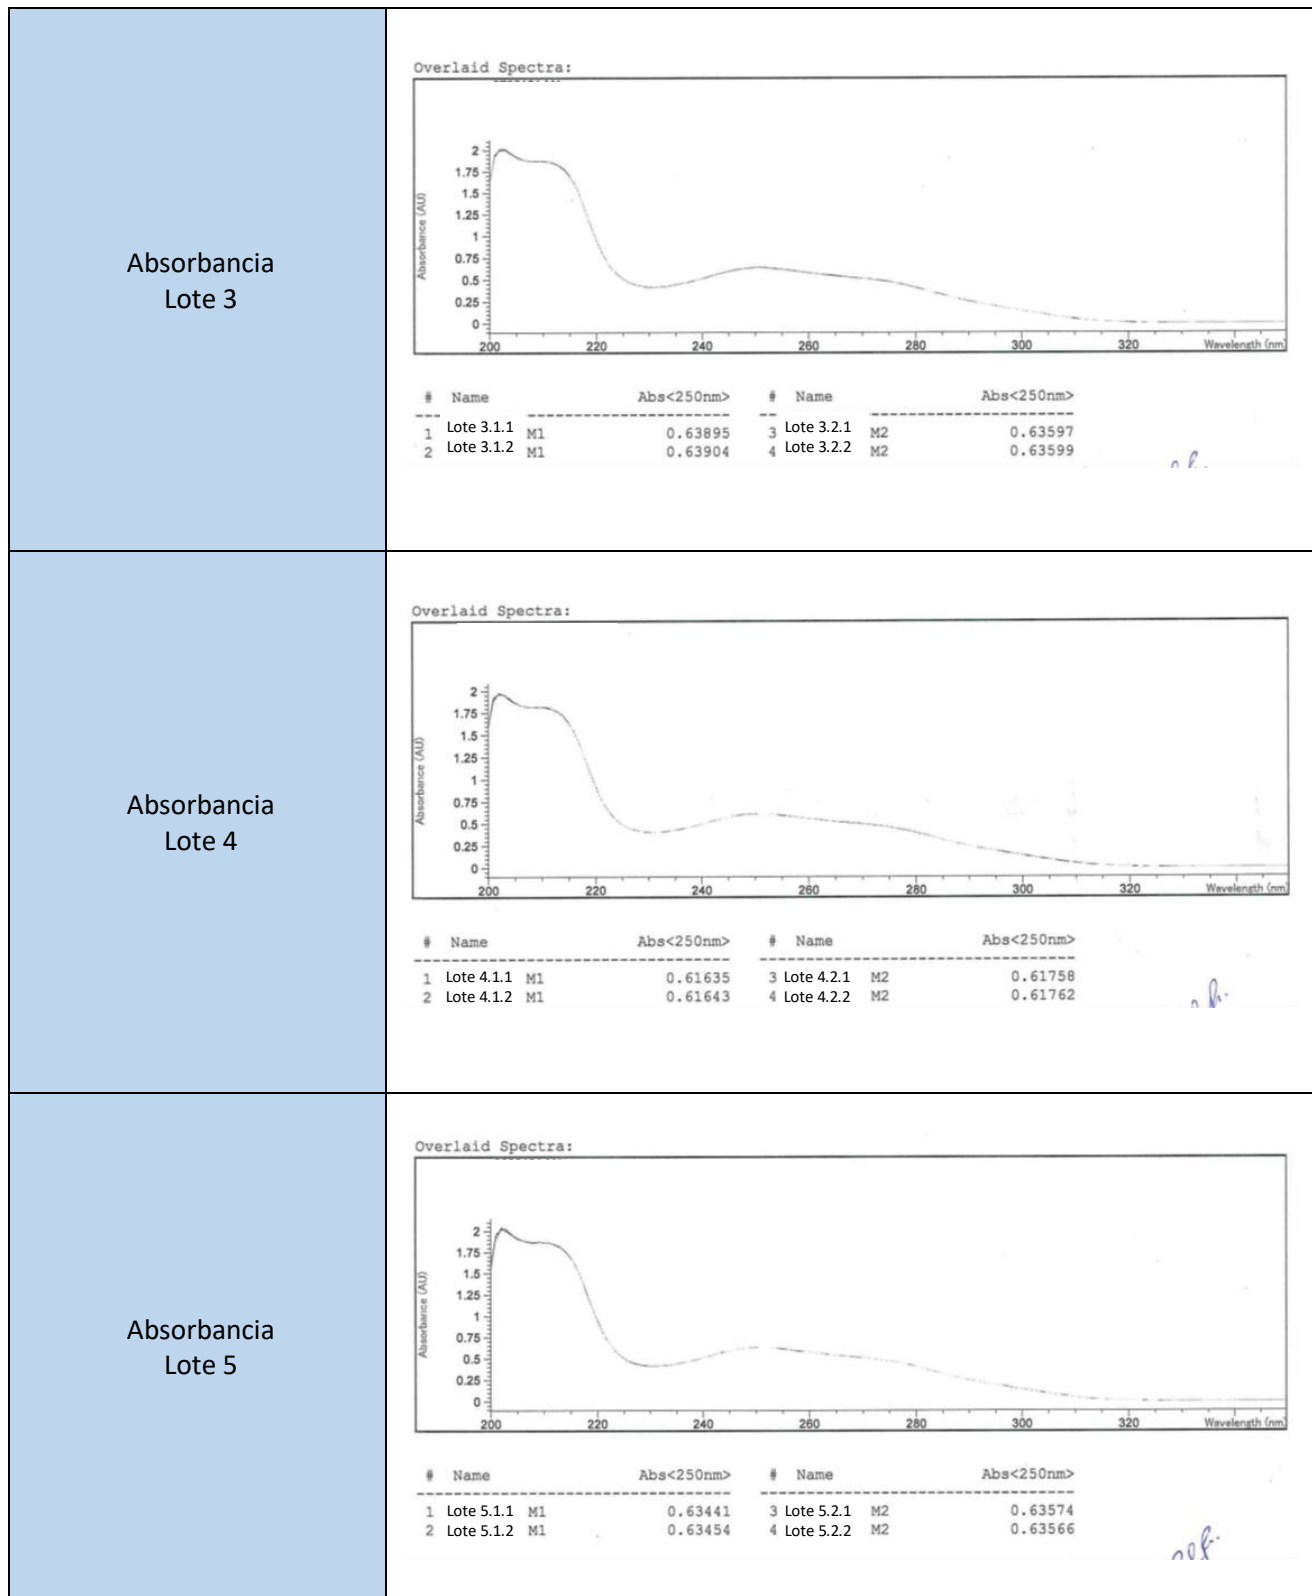 Absorbancia
Lote 3
Overlaid Spectra:
Absorbance (AU)
2
1.75
1.5
1.25
1
0.75
0.5
0.25
0
200 220 240 260 280 300 320 Wavelength (nm)
# Name Abs<250nm> # Name Abs<250nm>
1 Lote 3.1.1 M1 0.63895 3 Lote 3.2.1 M2 0.63597
2 Lote 3.1.2 M1 0.63904 4 Lote 3.2.2 M2 0.63599
Absorbancia
Lote 4
Overlaid Spectra:
Absorbance (AU)
2
1.75
1.5
1.25
1
0.75
0.5
0.25
0
200 220 240 260 280 300 320 Wavelength (nm)
# Name Abs<250nm> # Name Abs<250nm>
1 Lote 4.1.1 M1 0.61635 3 Lote 4.2.1 M2 0.61758
2 Lote 4.1.2 M1 0.61643 4 Lote 4.2.2 M2 0.61762
Absorbancia
Lote 5
Overlaid Spectra:
Absorbance (AU)
2
1.75
1.5
1.25
1
0.75
0.5
0.25
0
200 220 240 260 280 300 320 Wavelength (nm)
# Name Abs<250nm> # Name Abs<250nm>
1 Lote 5.1.1 M1 0.63441 3 Lote 5.2.1 M2 0.63574
2 Lote 5.1.2 M1 0.63454 4 Lote 5.2.2 M2 0.63566